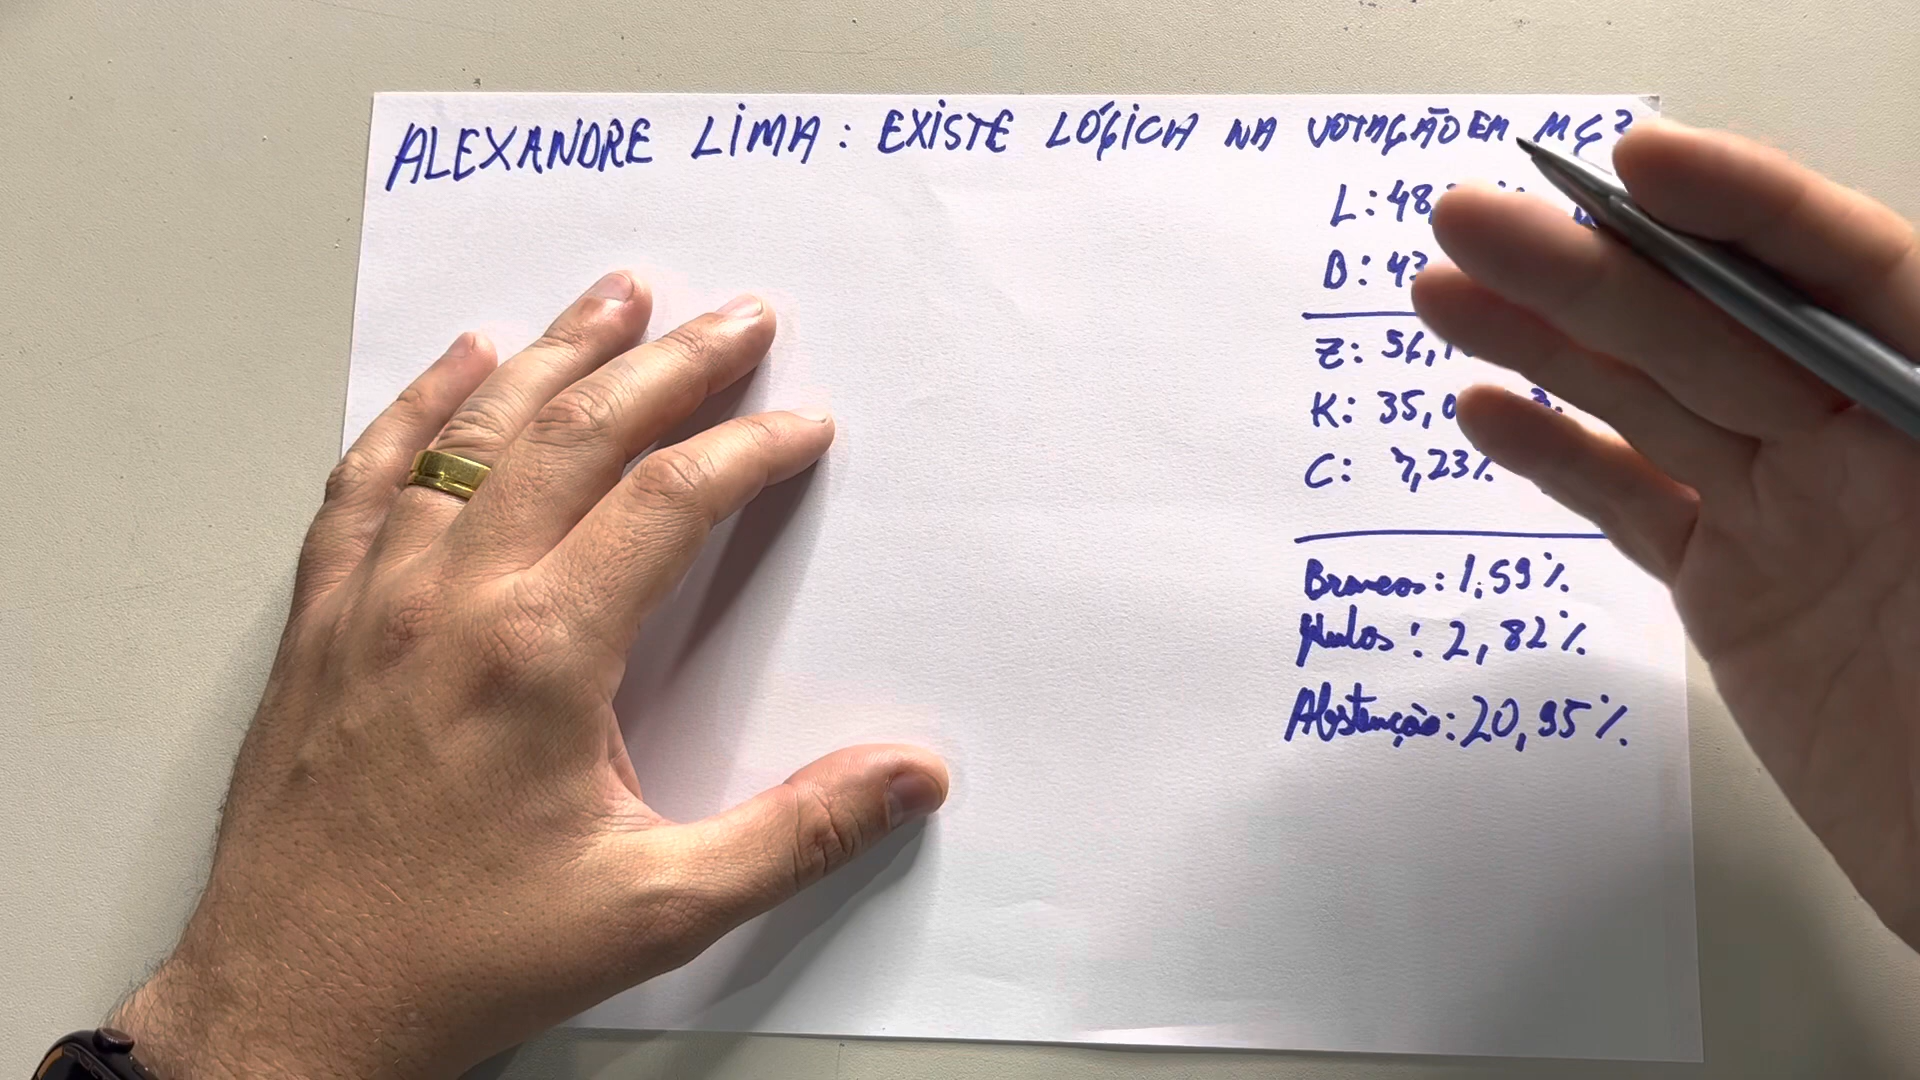 ALEXANDRE LIMA: EXISTE LÓGICA NA VOTAÇÃO EM MG?
L: 48,
B: 43
Z: 56,
K: 35,0
C: 7,23%
Brancos: 1,59%
Nulos: 2,82%
Abstenção: 20,95%